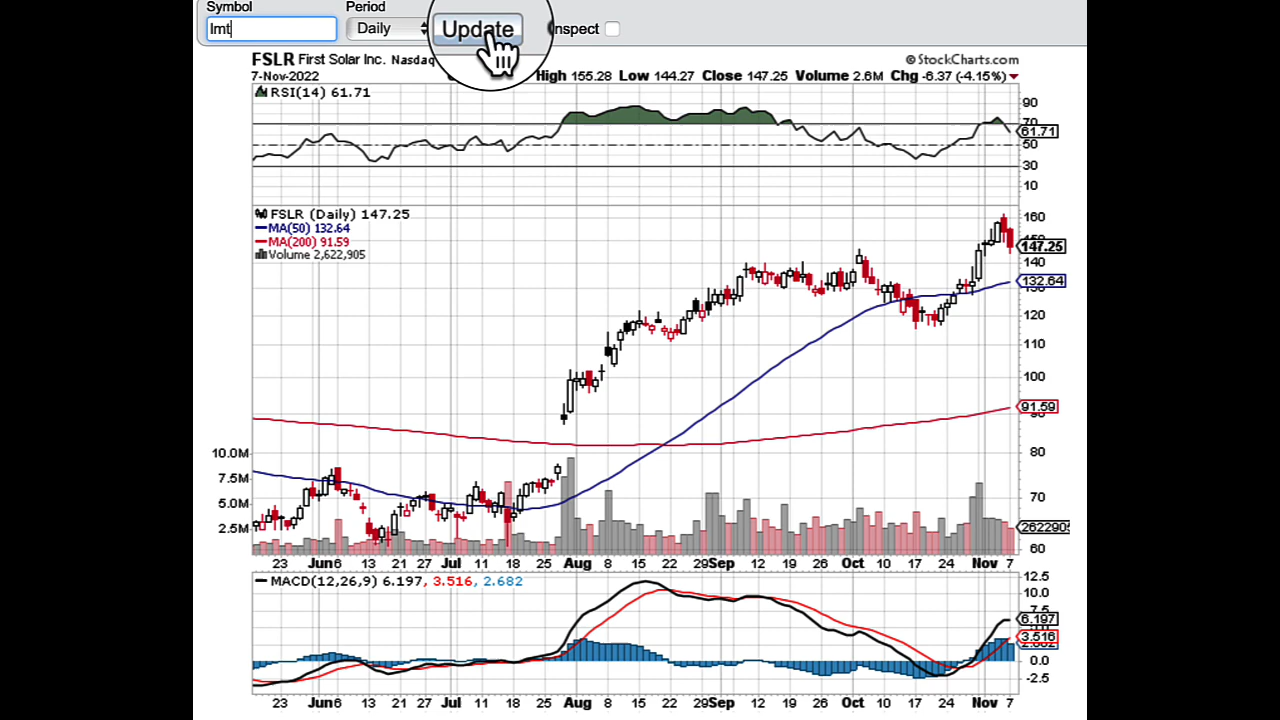 Symbol Period
lmt Daily Update Inspect
FSLR First Solar Inc. Nasdaq © StockCharts.com
7-Nov-2022 High 155.28 Low 144.27 Close 147.25 Volume 2.6M Chg -6.37 (-4.15%)
RSI(14) 61.71
90
70
61.71
50
30
10
FSLR (Daily) 147.25
MA(50) 132.64
MA(200) 91.59
Volume 2,622,905
160
147.25
140
132.64
120
110
100
91.59
80
70
60
10.0M
7.5M
5.0M
2.5M
2622905
23 Jun 6 13 21 27 Jul 11 18 25 Aug 8 15 22 29 Sep 12 19 26 Oct 10 17 24 Nov 7
MACD(12,26,9) 6.197, 3.516, 2.682
12.5
10.0
7.5
6.197
3.516
0.0
-2.5
23 Jun 6 13 21 27 Jul 11 18 25 Aug 8 15 22 29 Sep 12 19 26 Oct 10 17 24 Nov 7